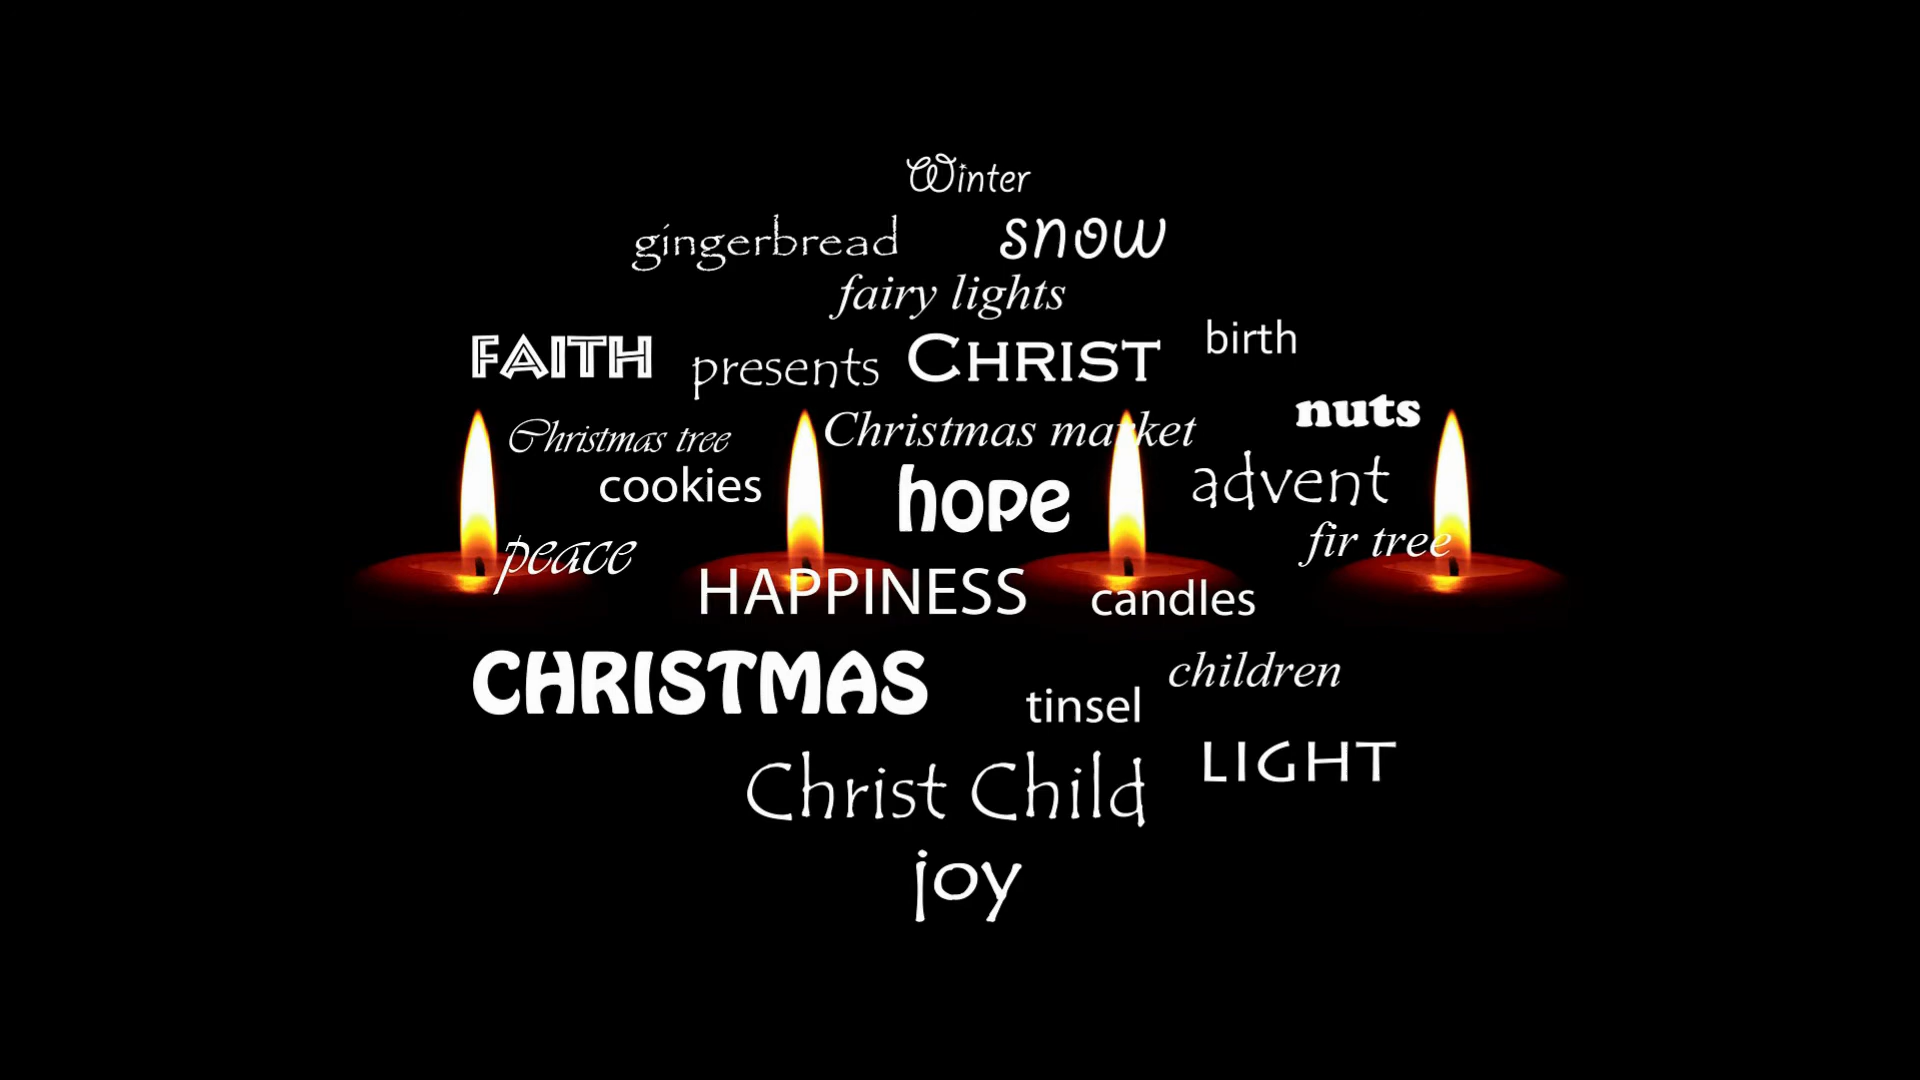 Winter
gingerbread snow
fairy lights
FAITH presents CHRIST birth
nuts
Christmas tree Christmas market
cookies hope advent
peace fir tree
HAPPINESS candles
CHRISTMAS tinsel children
Christ Child LIGHT
joy